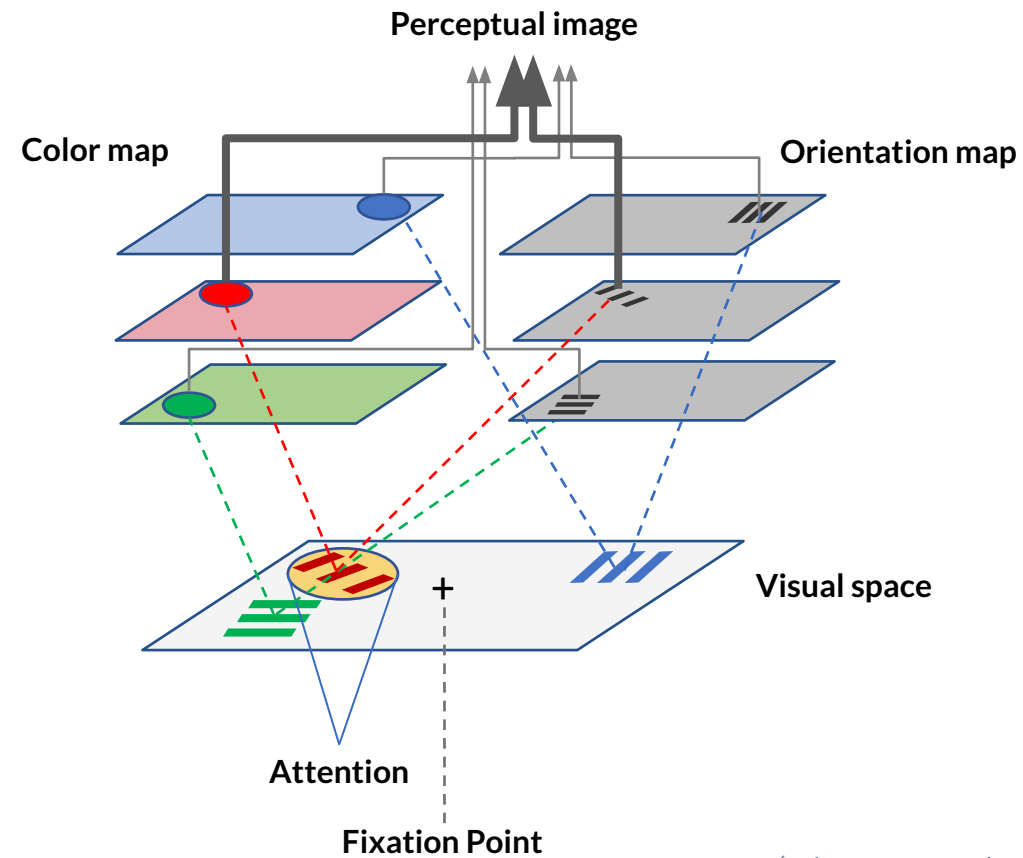 Perceptual image
Color map
Orientation map
Visual space
Attention
Fixation Point